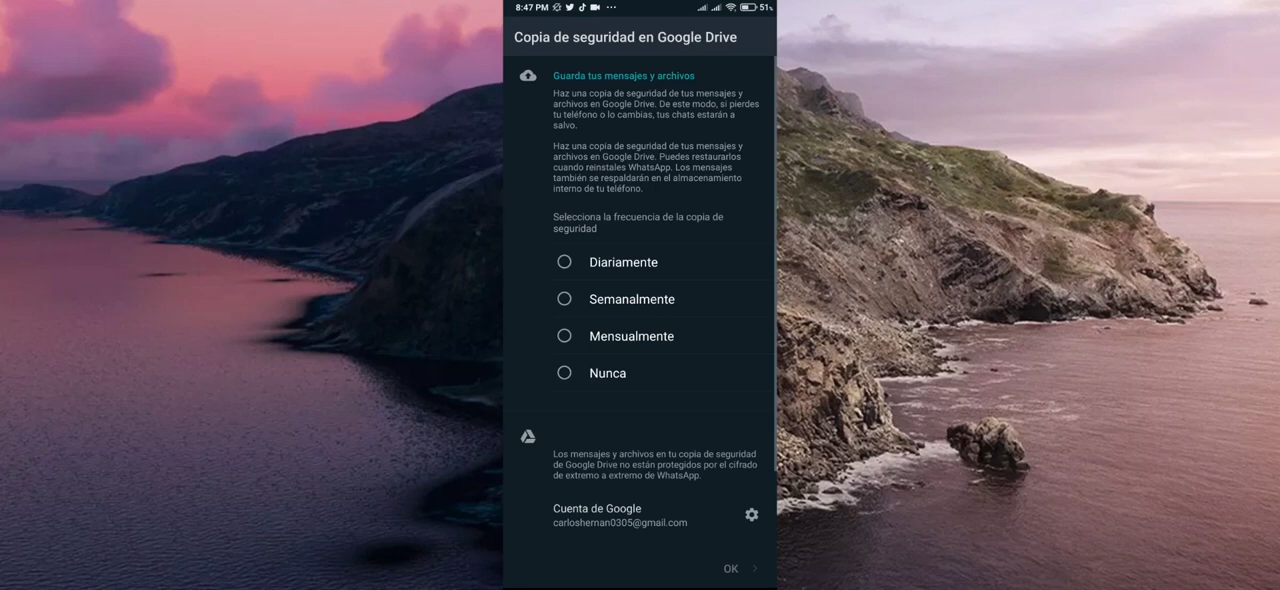 8:47 PM 51%
Copia de seguridad en Google Drive
Guarda tus mensajes y archivos
Haz una copia de seguridad de tus mensajes y
archivos en Google Drive. De este modo, si pierdes
tu teléfono o lo cambias, tus chats estarán a
salvo.
Haz una copia de seguridad de tus mensajes y
archivos en Google Drive. Puedes restaurarlos
cuando reinstales WhatsApp. Los mensajes
también se respaldarán en el almacenamiento
interno de tu teléfono.
Selecciona la frecuencia de la copia de
seguridad
Diariamente
Semanalmente
Mensualmente
Nunca
Los mensajes y archivos en tu copia de seguridad
de Google Drive no están protegidos por el cifrado
de extremo a extremo de WhatsApp.
Cuenta de Google
carloshernan0305@gmail.com
OK